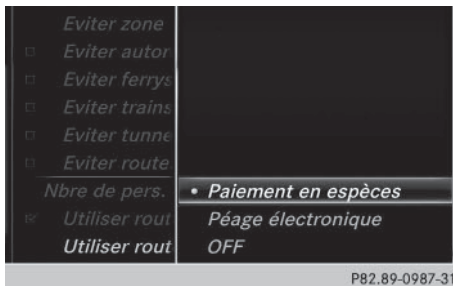 Eviter zone
Eviter autor
Eviter ferrys
Eviter trains
Eviter tunne
Eviter route
Nbre de pers.
• Paiement en espèces
Utiliser rout
Péage électronique
Utiliser rout
OFF
P82.89-0987-31